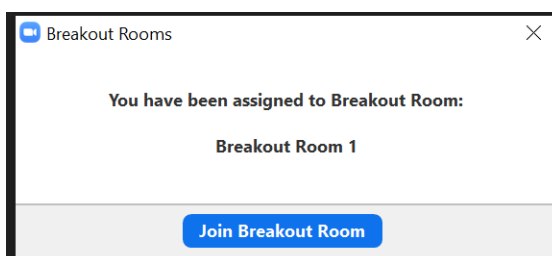 Breakout Rooms
You have been assigned to Breakout Room:
Breakout Room 1
Join Breakout Room